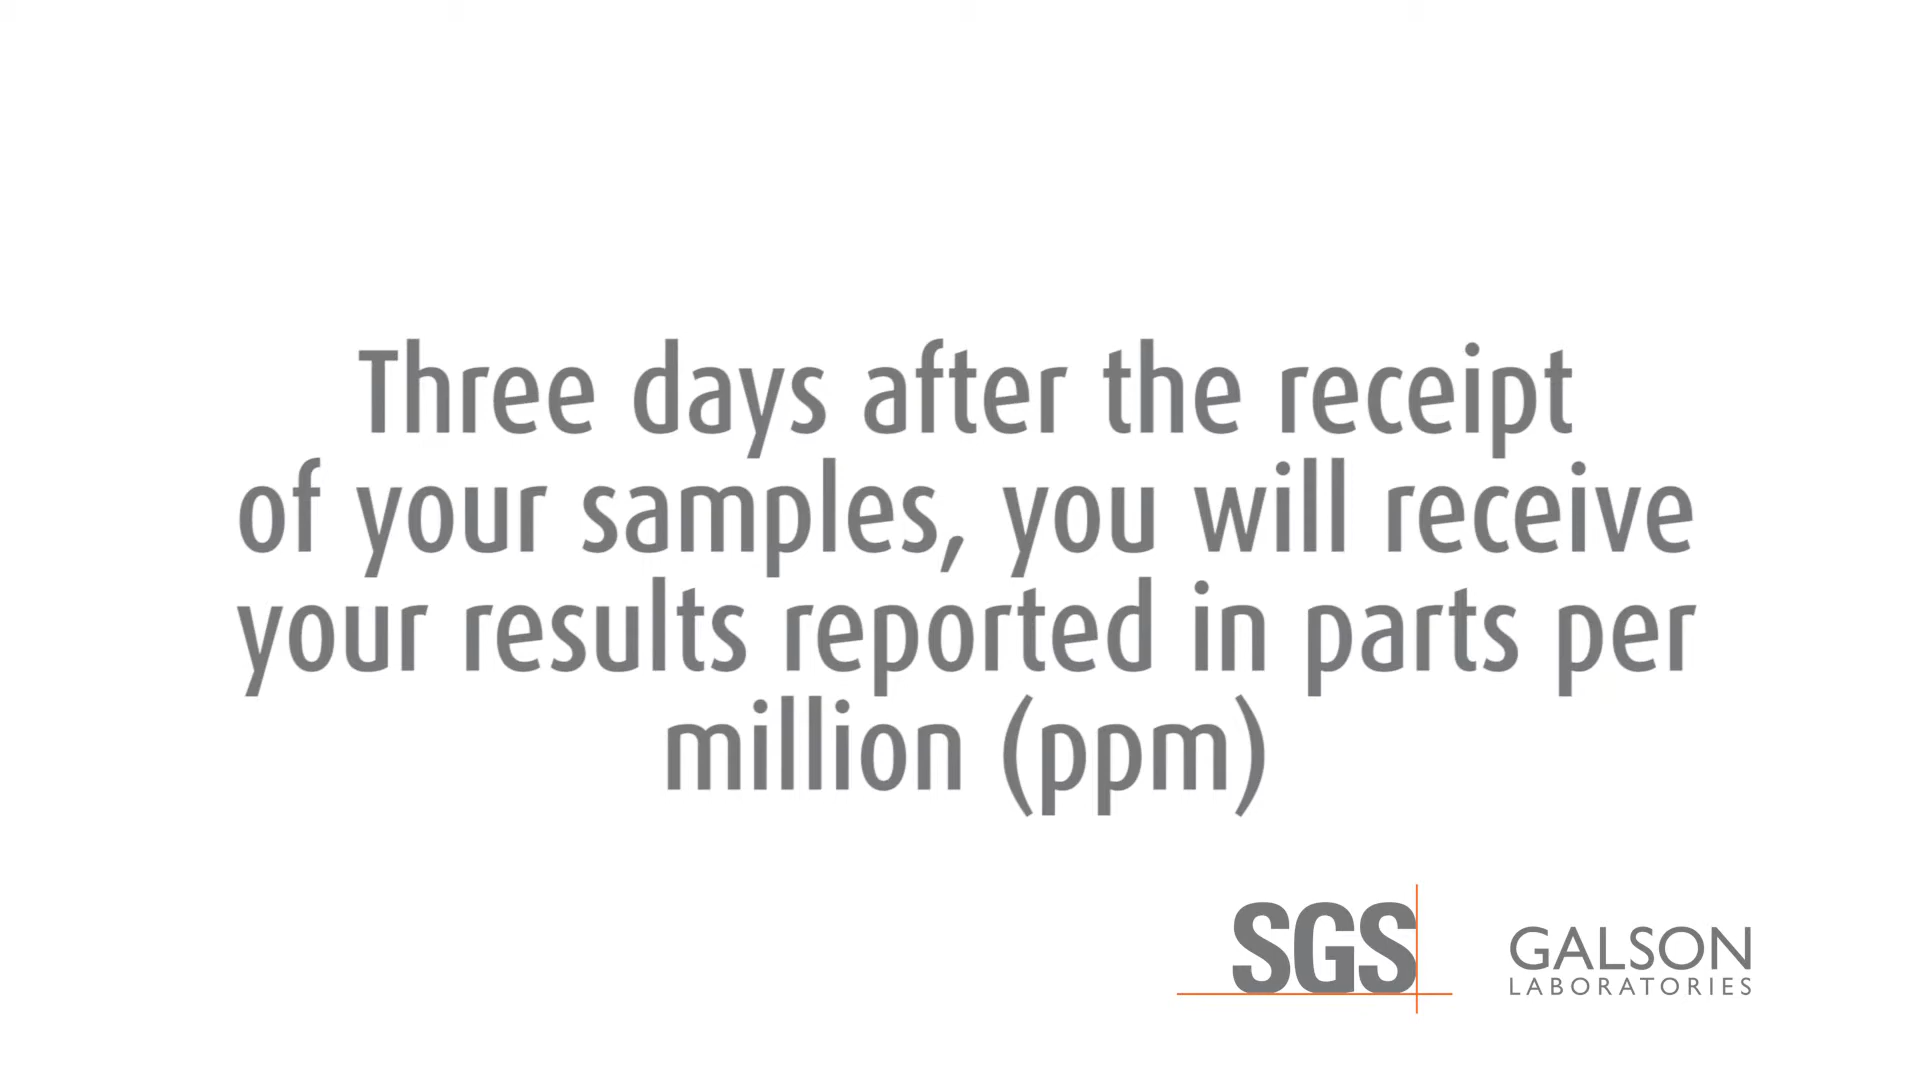 Three days after the receipt
of your samples, you will receive
your results reported in parts per
million (ppm)
SGS
GALSON
LABORATORIES